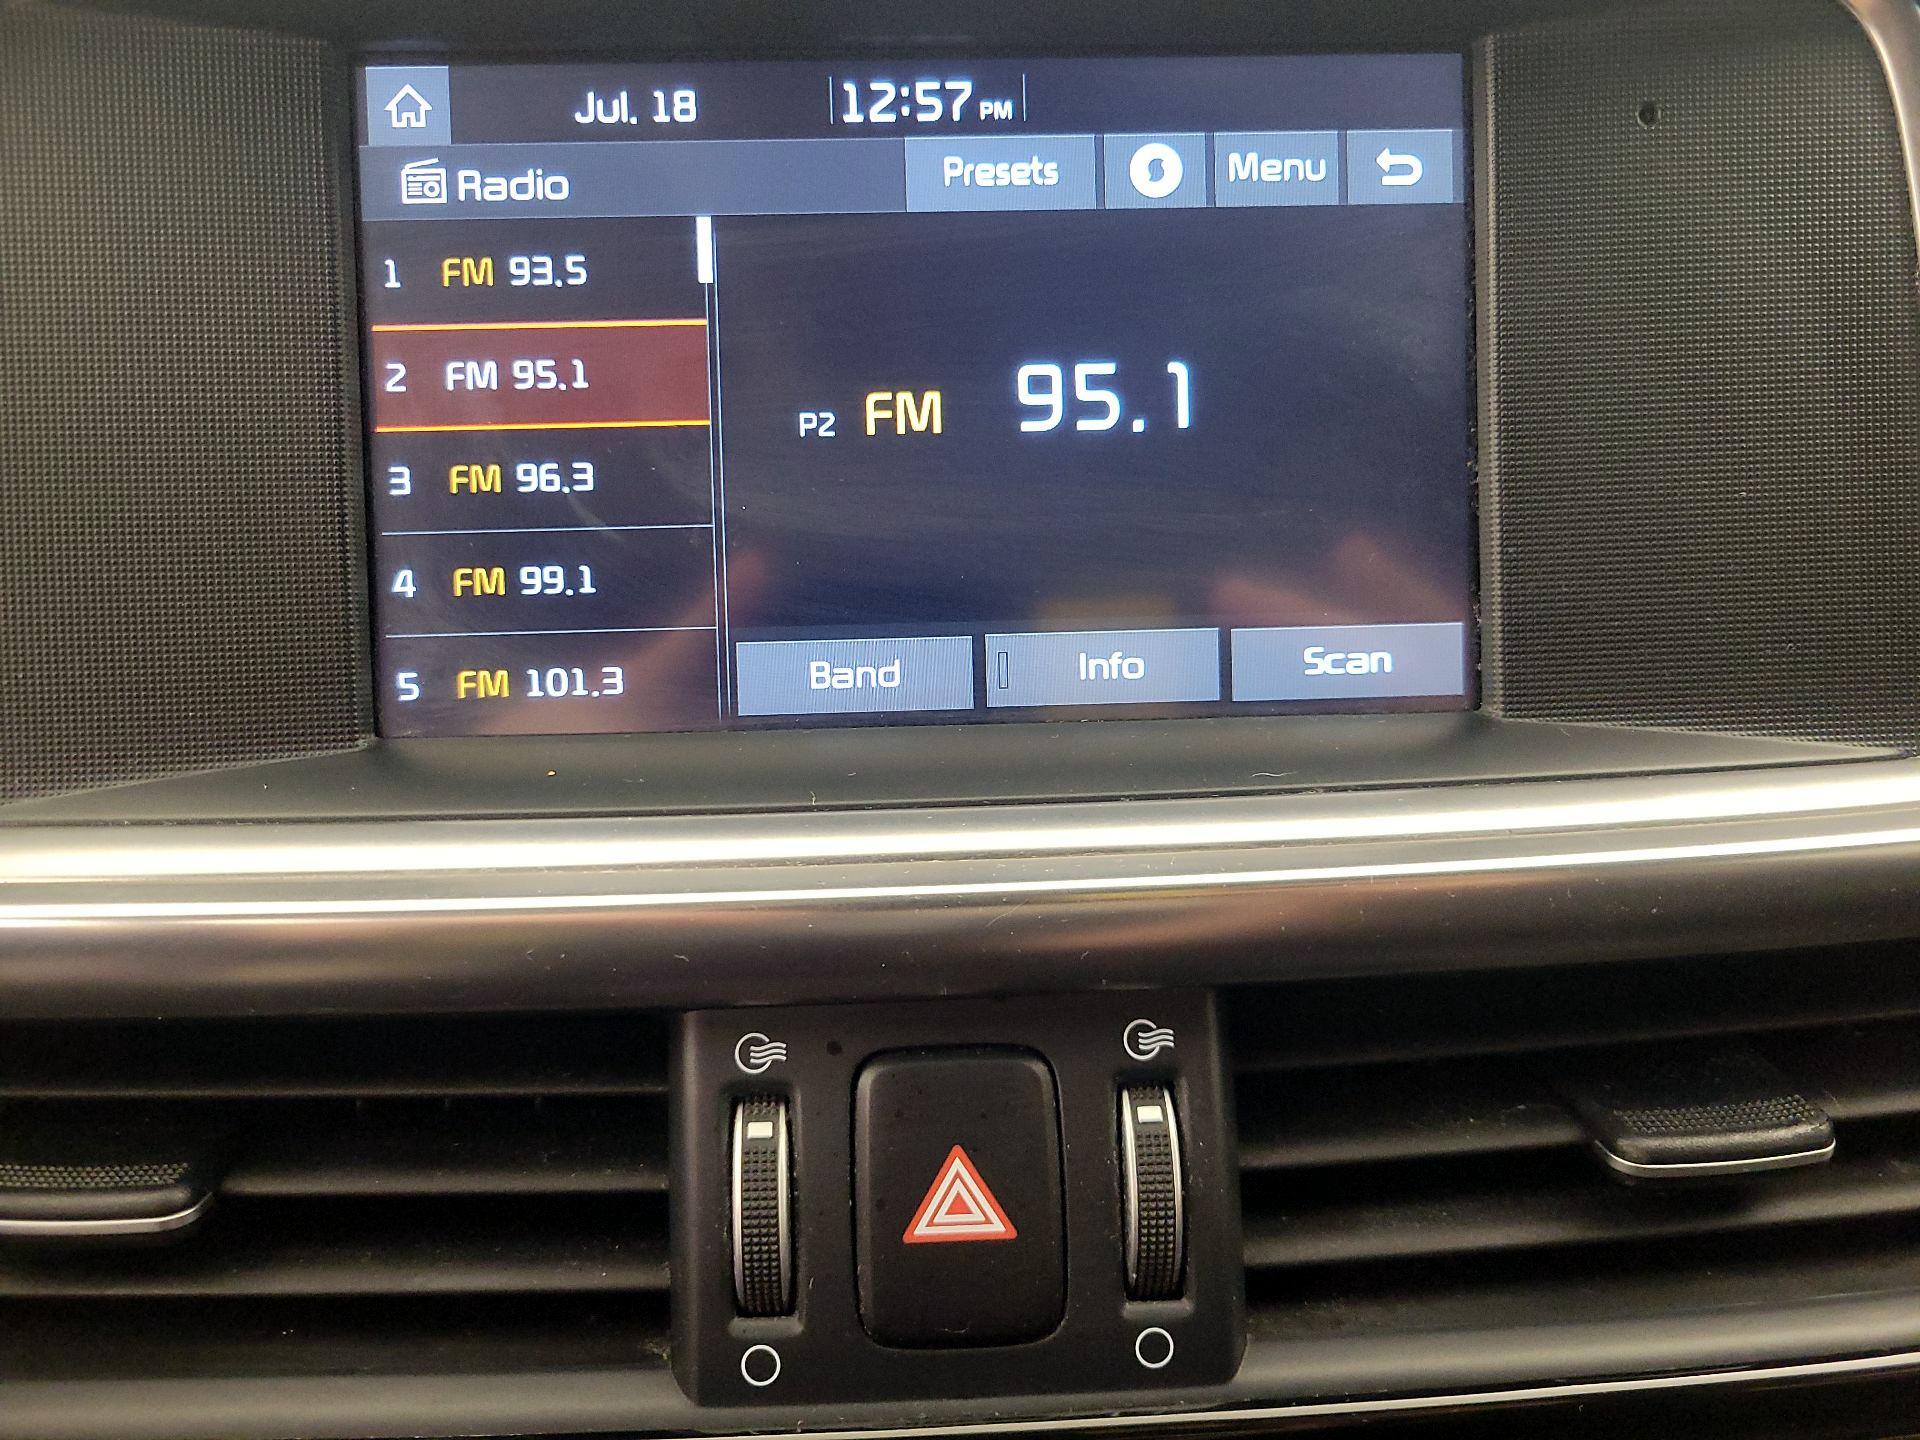 Jul. 18 12:57 PM
Radio Presets Menu
1 FM 93.5
2 FM 95.1
3 FM 96.3
4 FM 99.1
5 FM 101.3
P2 FM 95.1
Band Info Scan